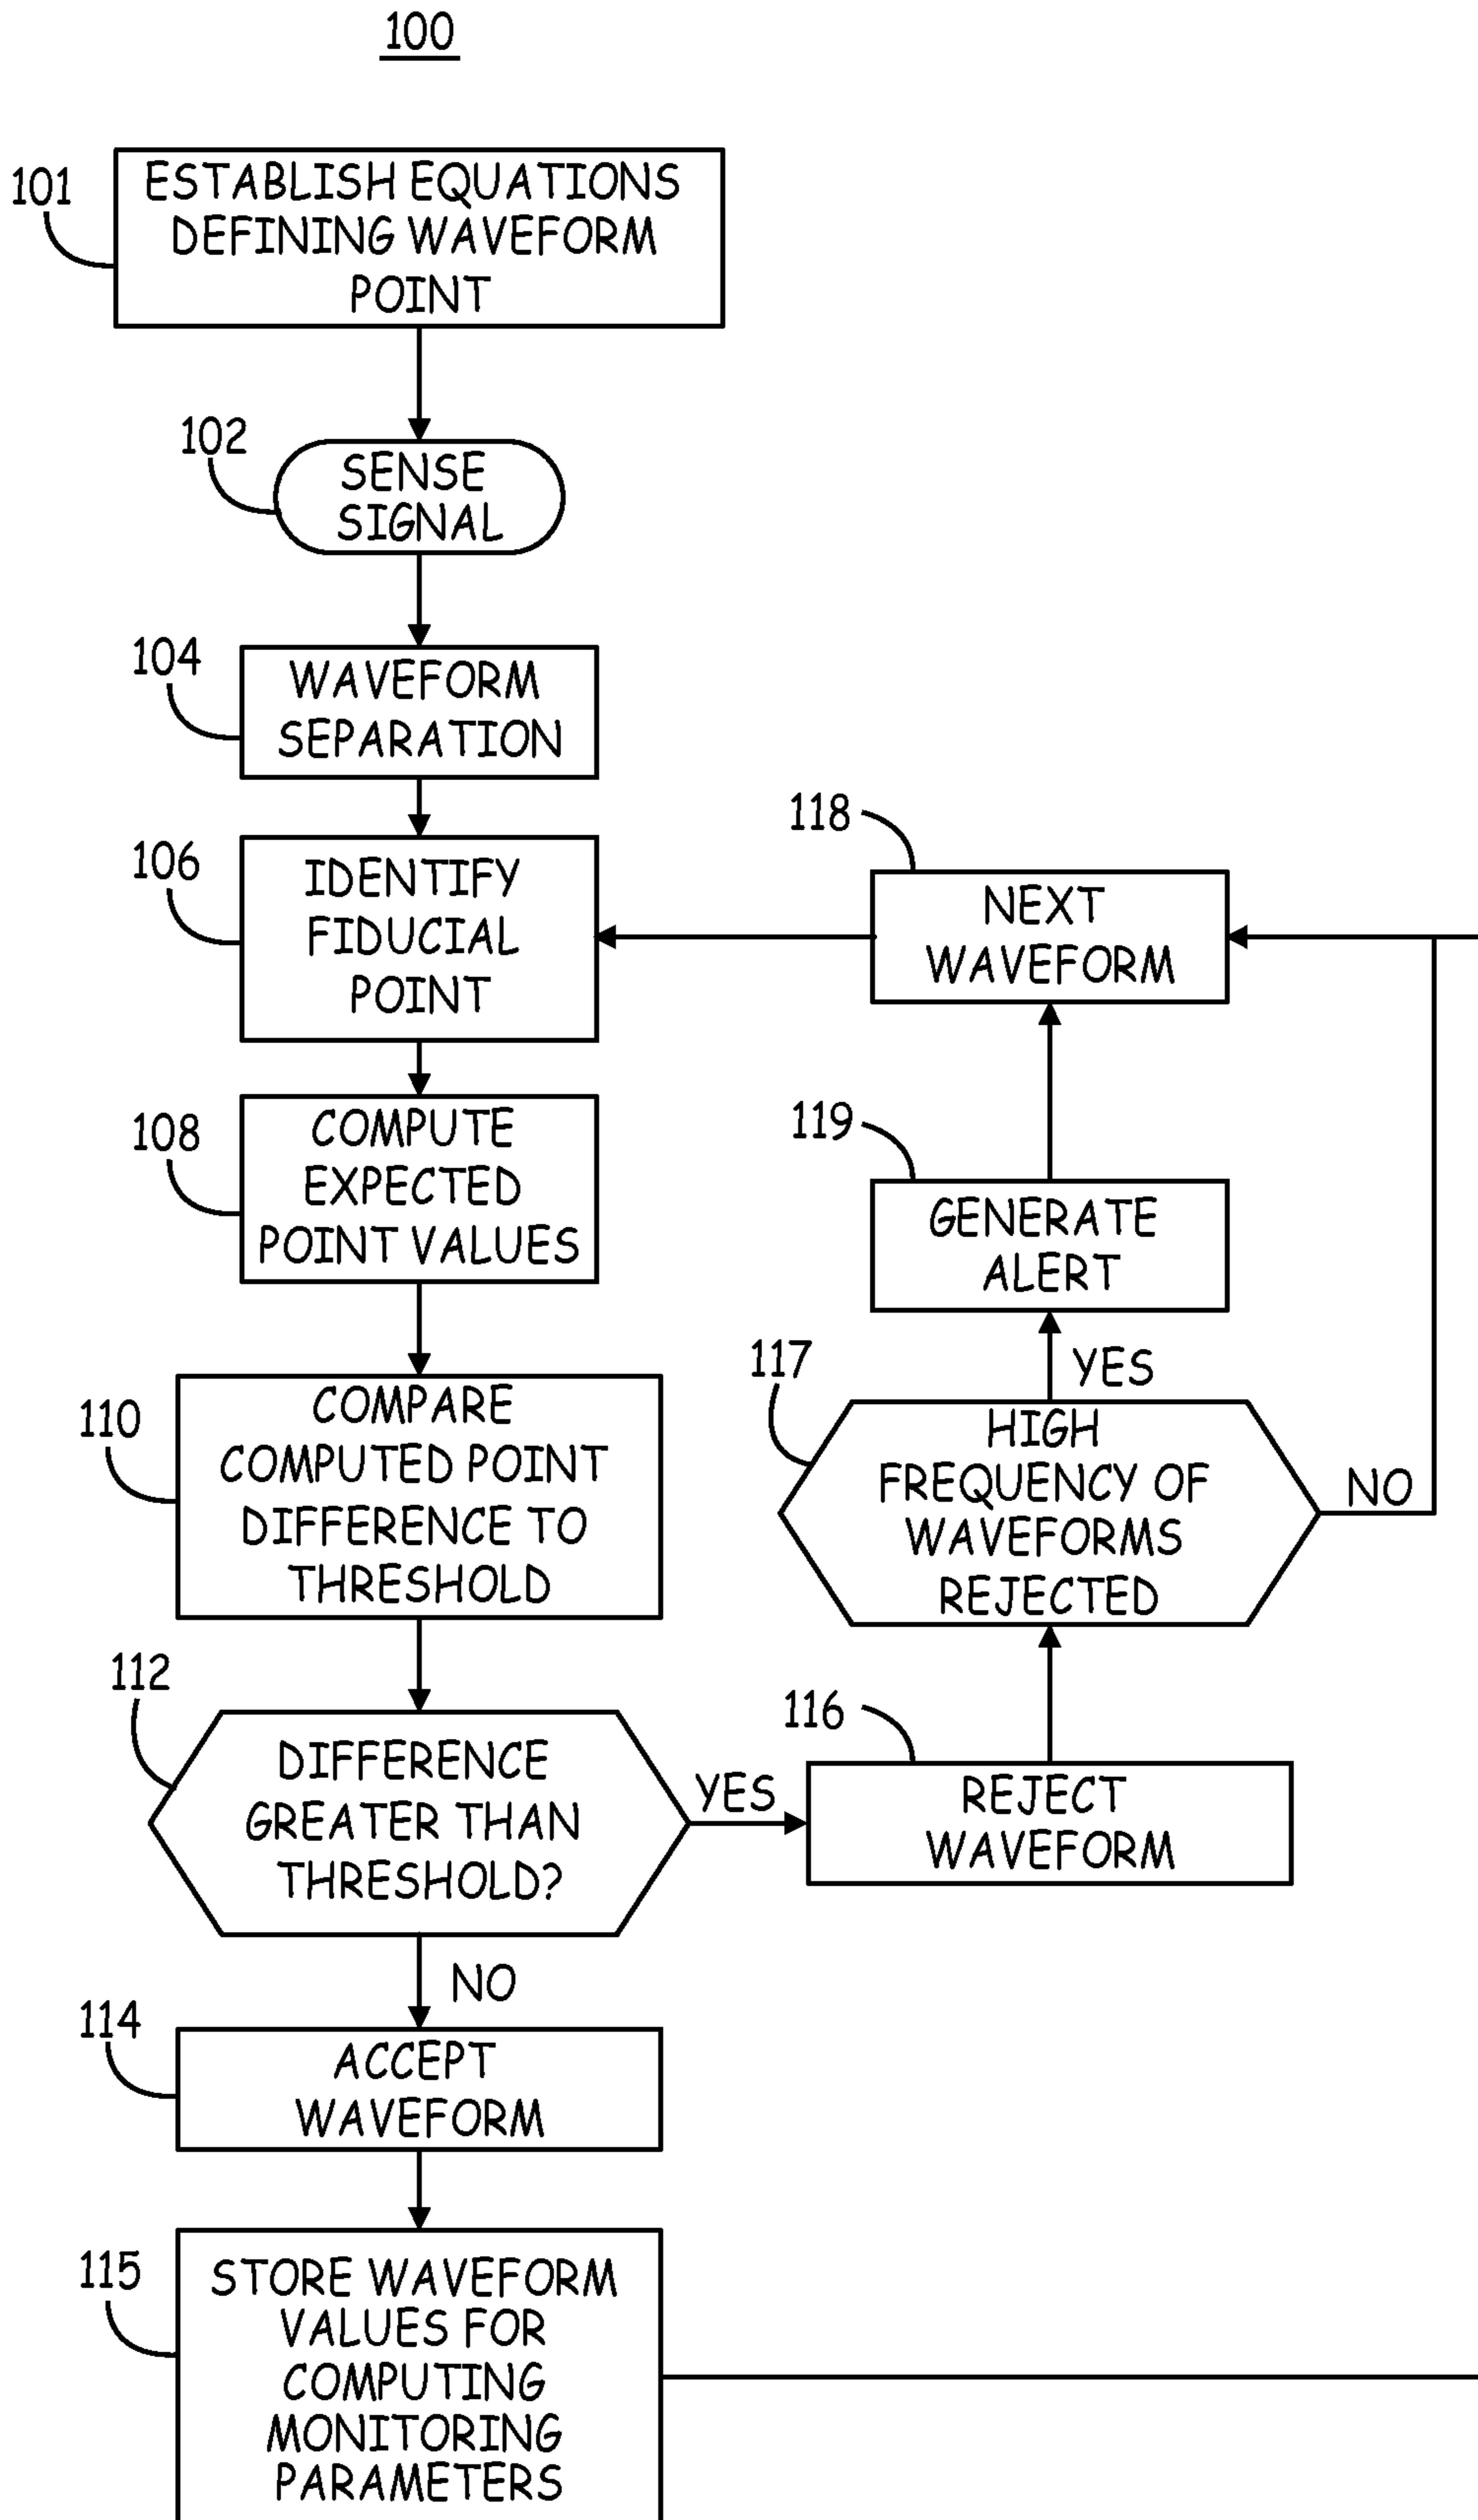 100
101
ESTABLISH EQUATIONS
DEFINING WAVEFORM
POINT
102
SENSE
SIGNAL
104
WAVEFORM
SEPARATION
106
IDENTIFY
FIDUCIAL
POINT
118
NEXT
WAVEFORM
108
COMPUTE
EXPECTED
POINT VALUES
119
GENERATE
ALERT
110
COMPARE
COMPUTED POINT
DIFFERENCE TO
THRESHOLD
117
YES
HIGH
FREQUENCY OF
WAVEFORMS
REJECTED
NO
112
DIFFERENCE
GREATER THAN
THRESHOLD?
YES
116
REJECT
WAVEFORM
NO
114
ACCEPT
WAVEFORM
115
STORE WAVEFORM
VALUES FOR
COMPUTING
MONITORING
PARAMETERS